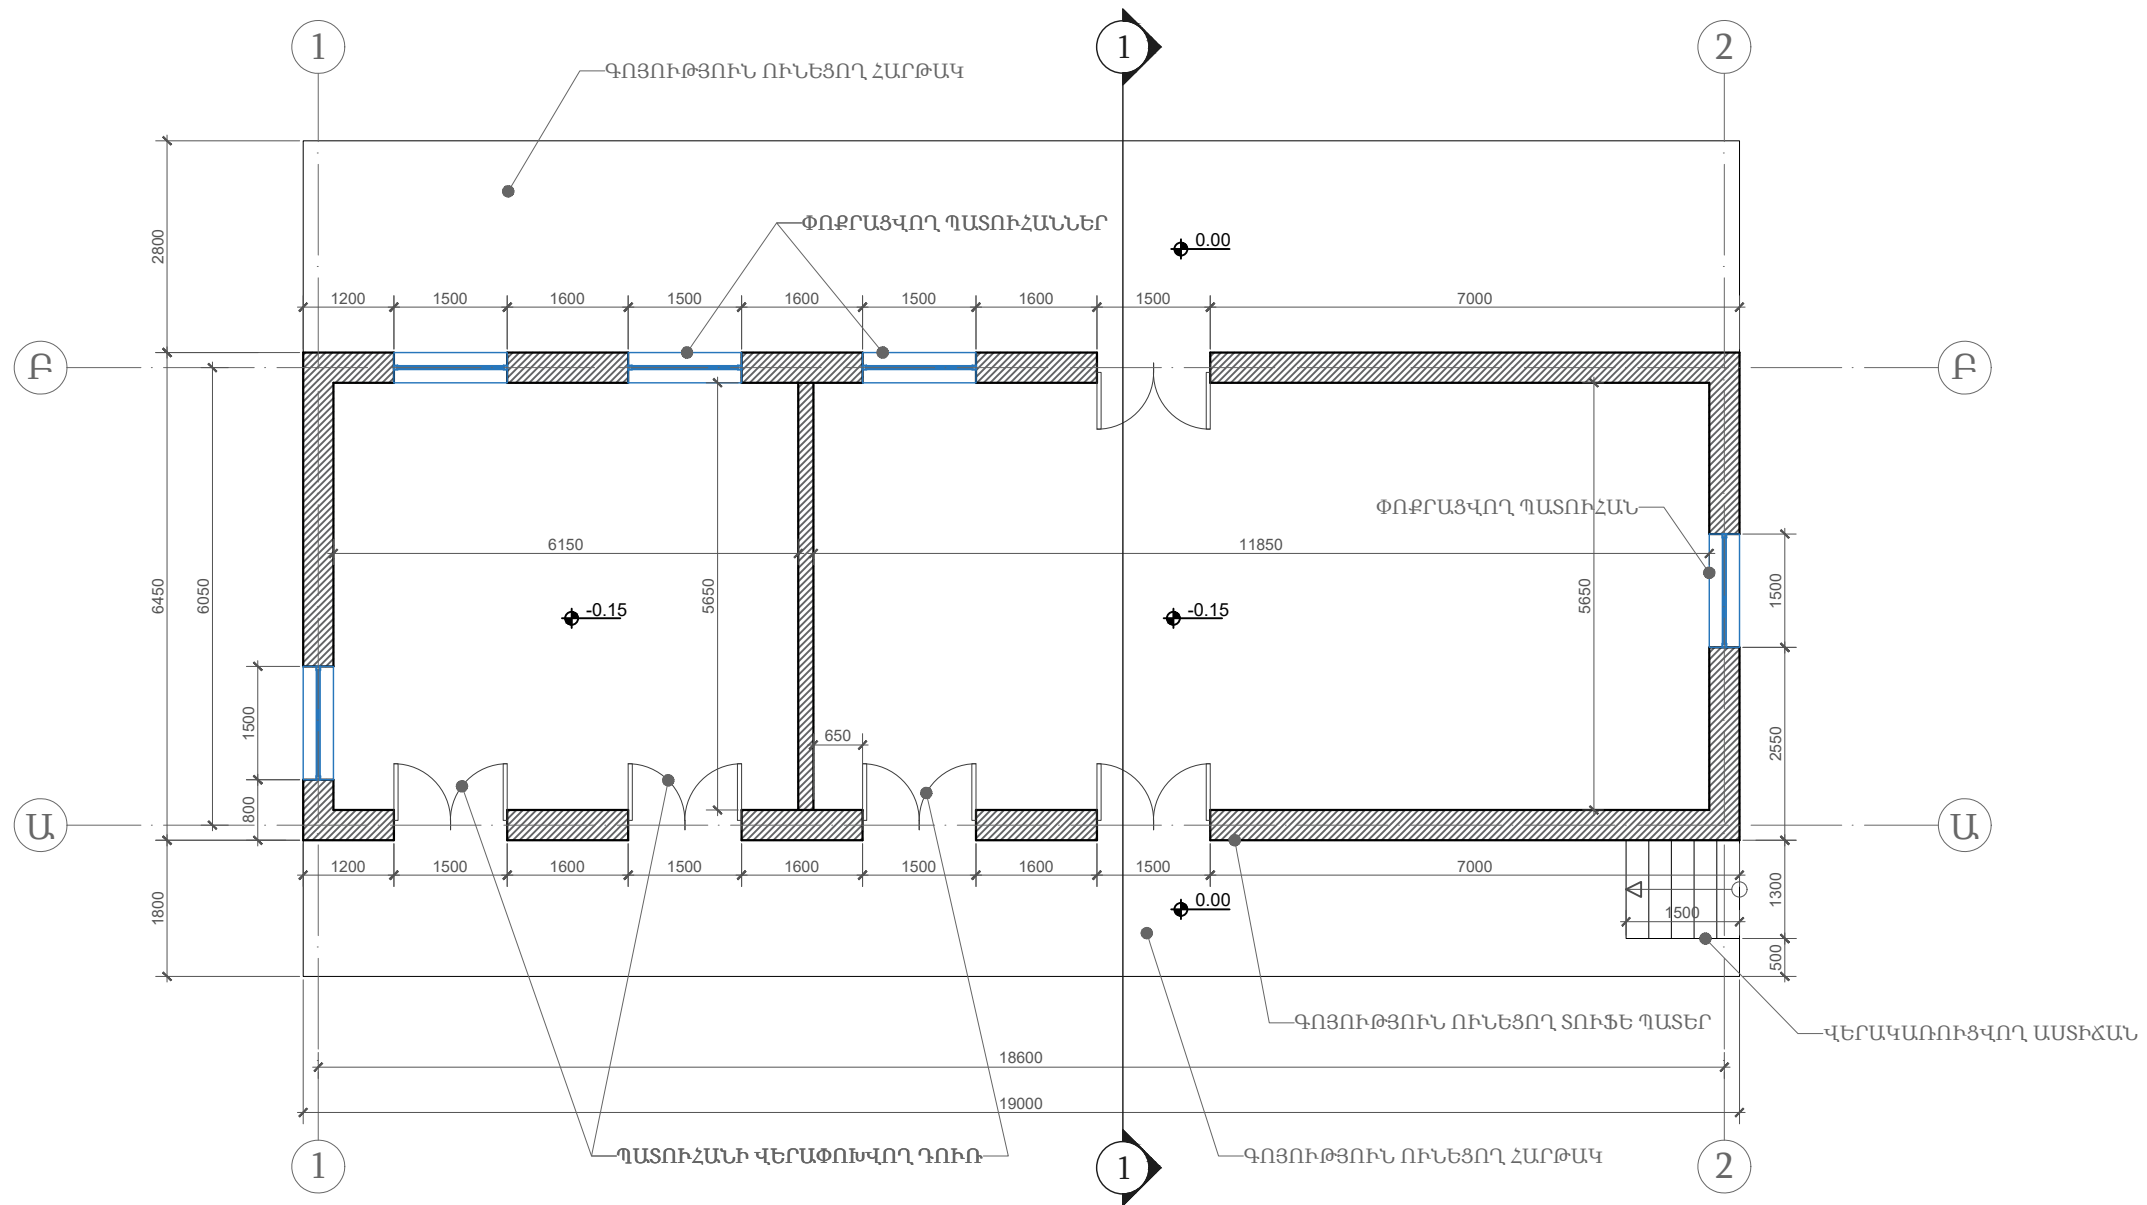 1
1
2
ԳՈՅՈՒԹՅՈՒՆ ՈՒՆԵՑՈՂ ՀԱՐԹԱԿ
2800
ՓՈՔՐԱՑՎՈՂ ՊԱՏՈՒՀԱՆՆԵՐ
0.00
1200 1500 1600 1500 1600 1500 1600 1500 7000
Բ
Բ
ՓՈՔՐԱՑՎՈՂ ՊԱՏՈՒՀԱՆ
6150
11850
6450
6050
5650
5650
1500
-0.15
-0.15
1500
650
2550
800
Ա
Ա
1200 1500 1600 1500 1600 1500 1600 1500 7000
1800
0.00
1300
1500
500
ԳՈՅՈՒԹՅՈՒՆ ՈՒՆԵՑՈՂ ՏՈՒՖԵ ՊԱՏԵՐ
ՎԵՐԱԿԱՌՈՒՑՎՈՂ ԱՍՏԻՃԱՆ
18600
19000
ՊԱՏՈՒՀԱՆԻ ՎԵՐԱՓՈԽՎՈՂ ԴՈՒՌ
ԳՈՅՈՒԹՅՈՒՆ ՈՒՆԵՑՈՂ ՀԱՐԹԱԿ
1
1
2